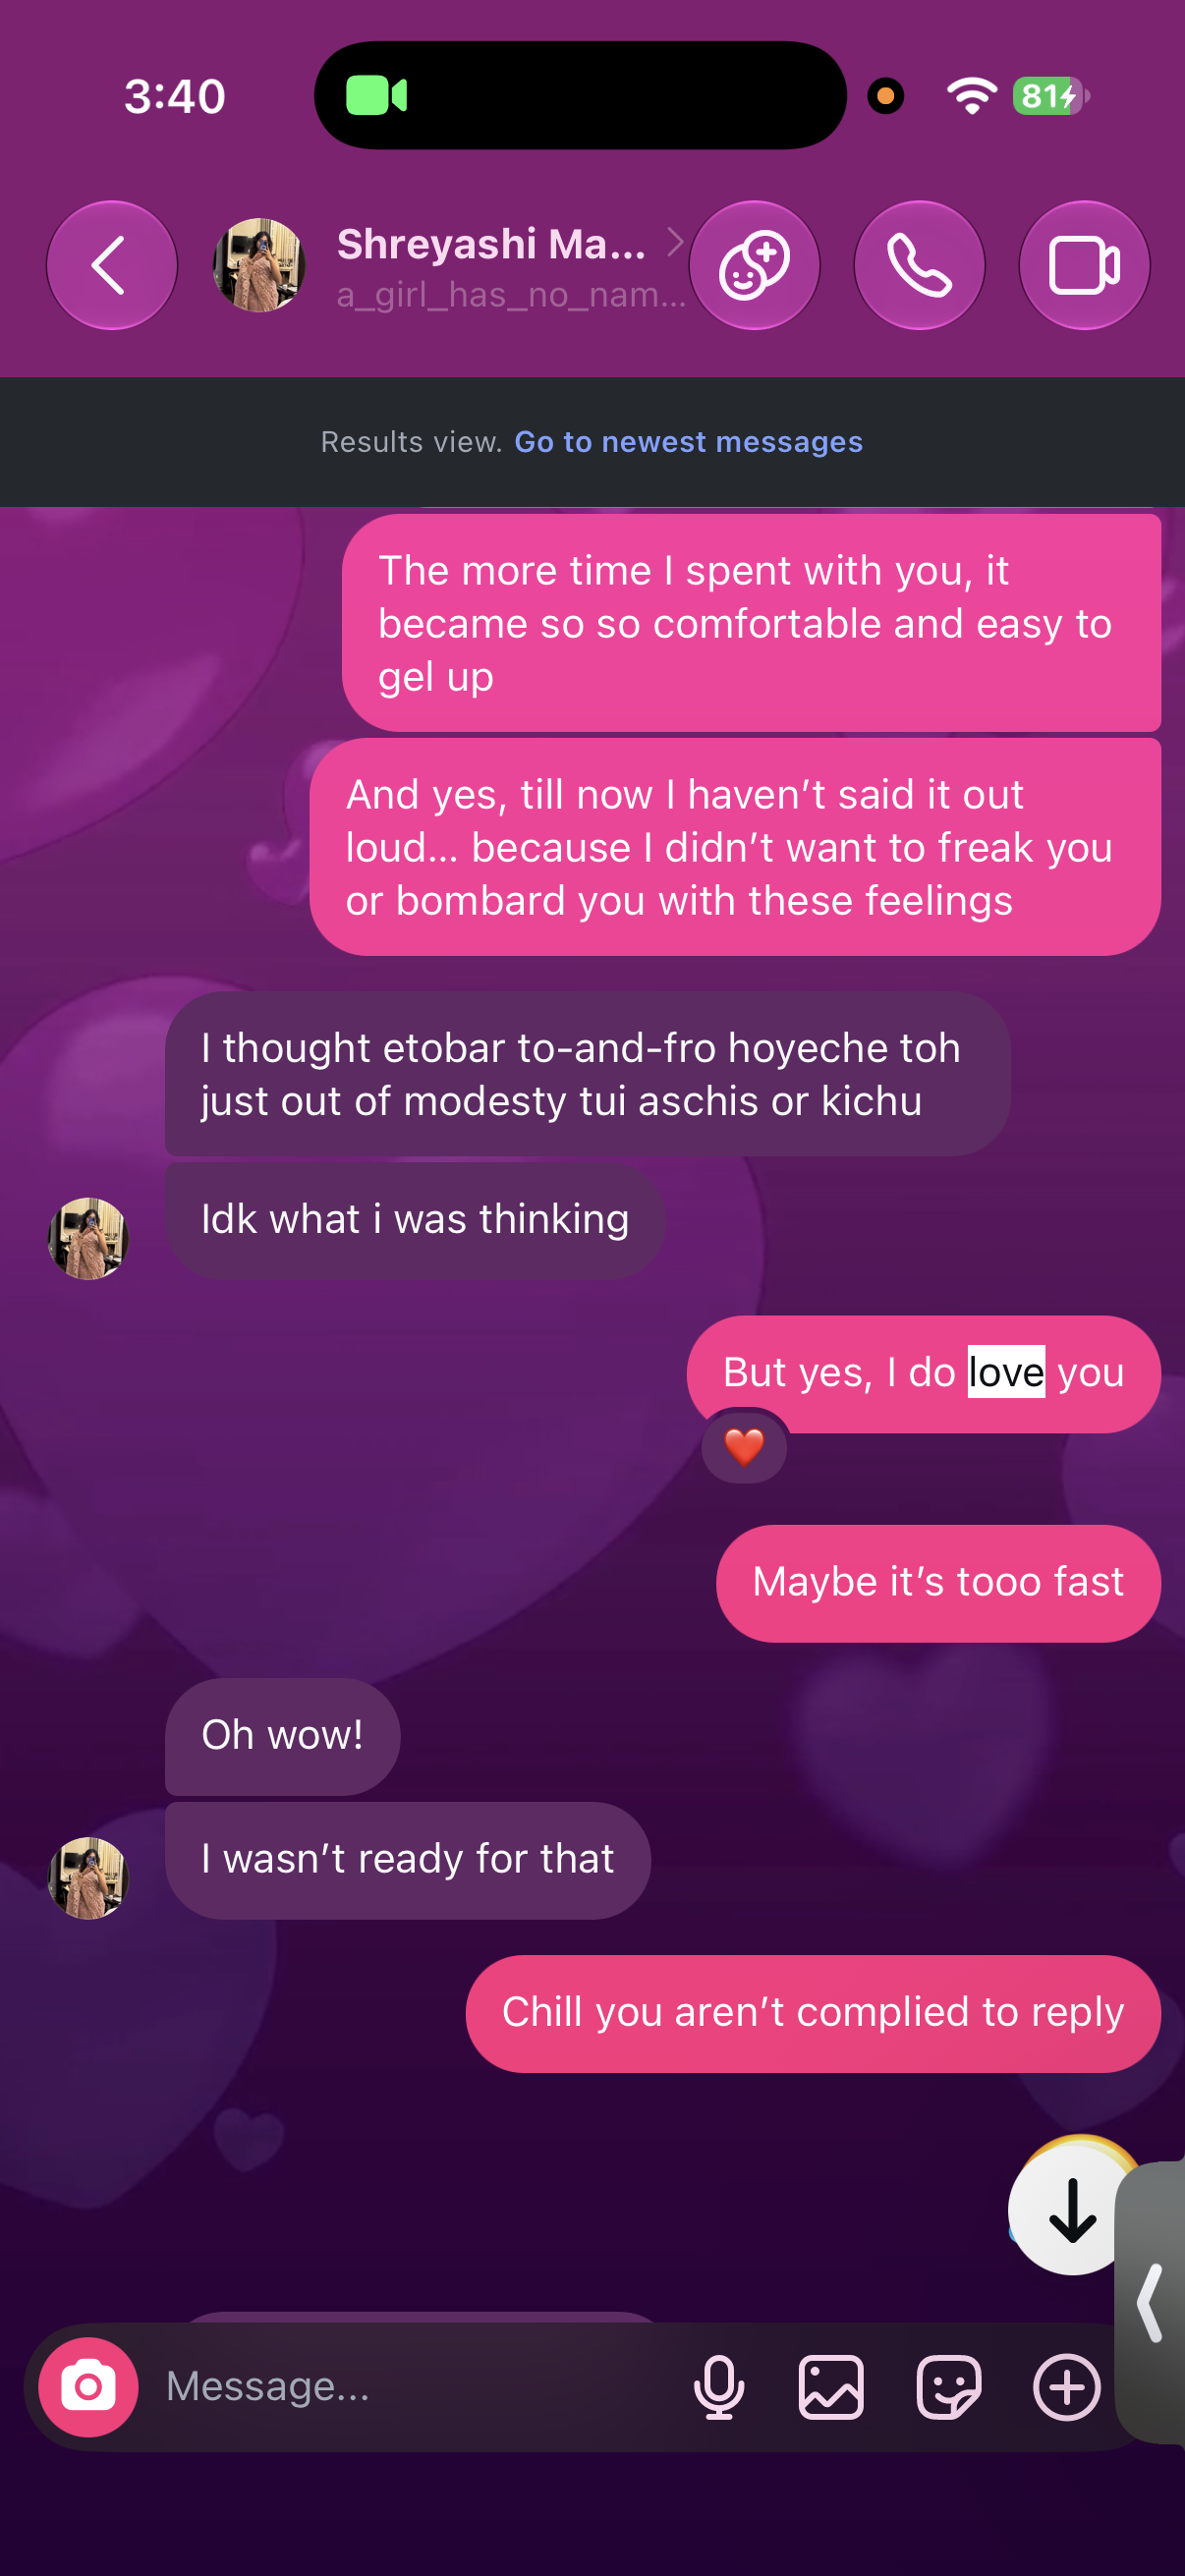 3:40
81
Shreyashi Ma...
a_girl_has_no_nam...
Results view. Go to newest messages
The more time I spent with you, it
became so so comfortable and easy to
gel up
And yes, till now I haven’t said it out
loud... because I didn’t want to freak you
or bombard you with these feelings
I thought etobar to-and-fro hoyeche toh
just out of modesty tui aschis or kichu
Idk what i was thinking
But yes, I do love you
Maybe it’s tooo fast
Oh wow!
I wasn’t ready for that
Chill you aren’t complied to reply
Message...